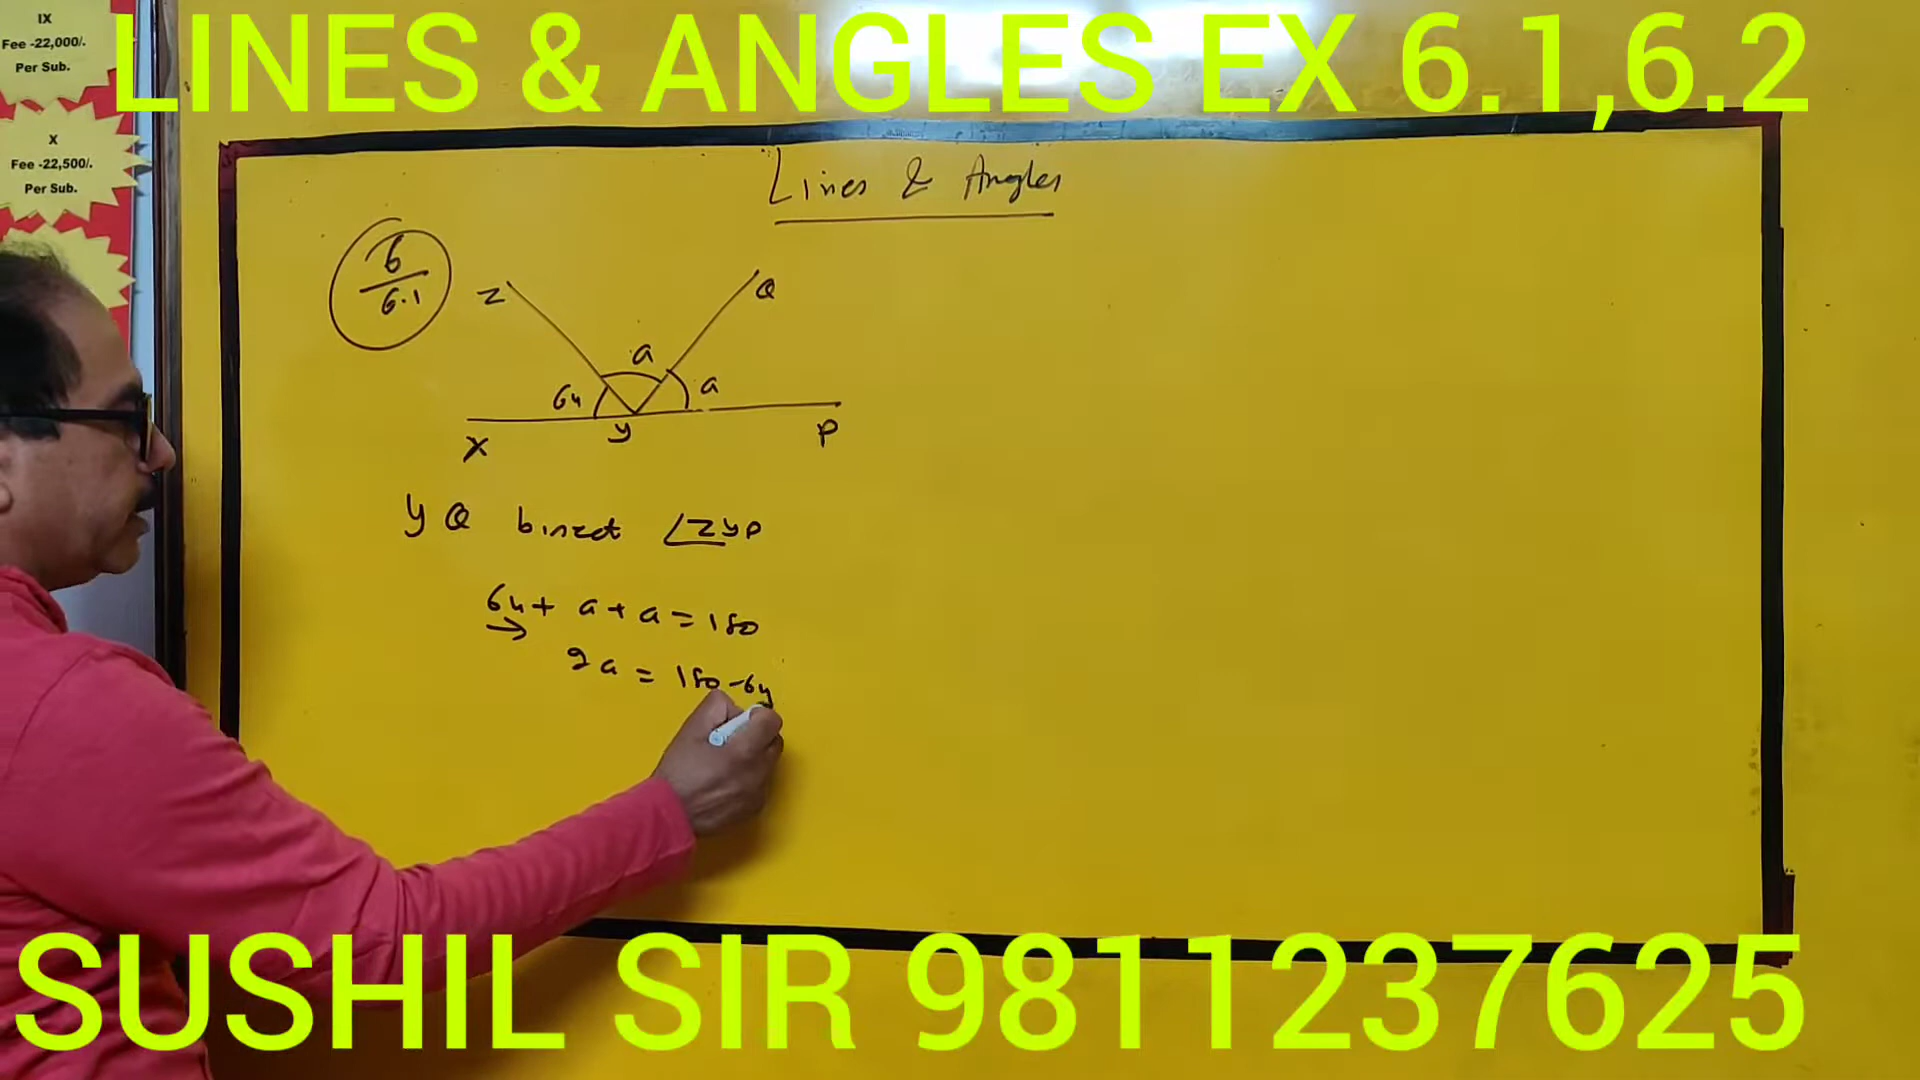 IX
Fee -22,000/.
Per Sub.
X
Fee -22,500/.
Per Sub.
LINES & ANGLES EX 6.1,6.2
Lines & Angles
6
6.1
Z
Q
a
64
a
X
y
P
yQ bisect ∠ZYP
64 + a + a = 180
→
2a = 180 - 64
SUSHIL SIR 9811237625